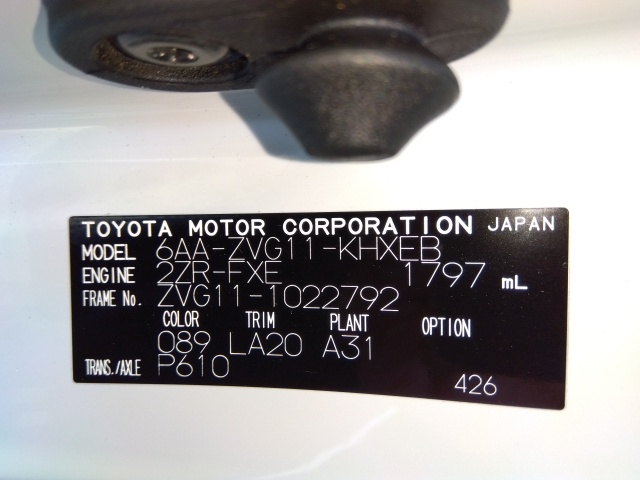 TOYOTA MOTOR CORPORATION JAPAN
MODEL 6AA-ZVG11-KHXEB
ENGINE 2ZR-FXE 1797 mL
FRAME No. ZVG11-1022792
COLOR TRIM PLANT OPTION
089 LA20 A31
TRANS./AXLE P610
426